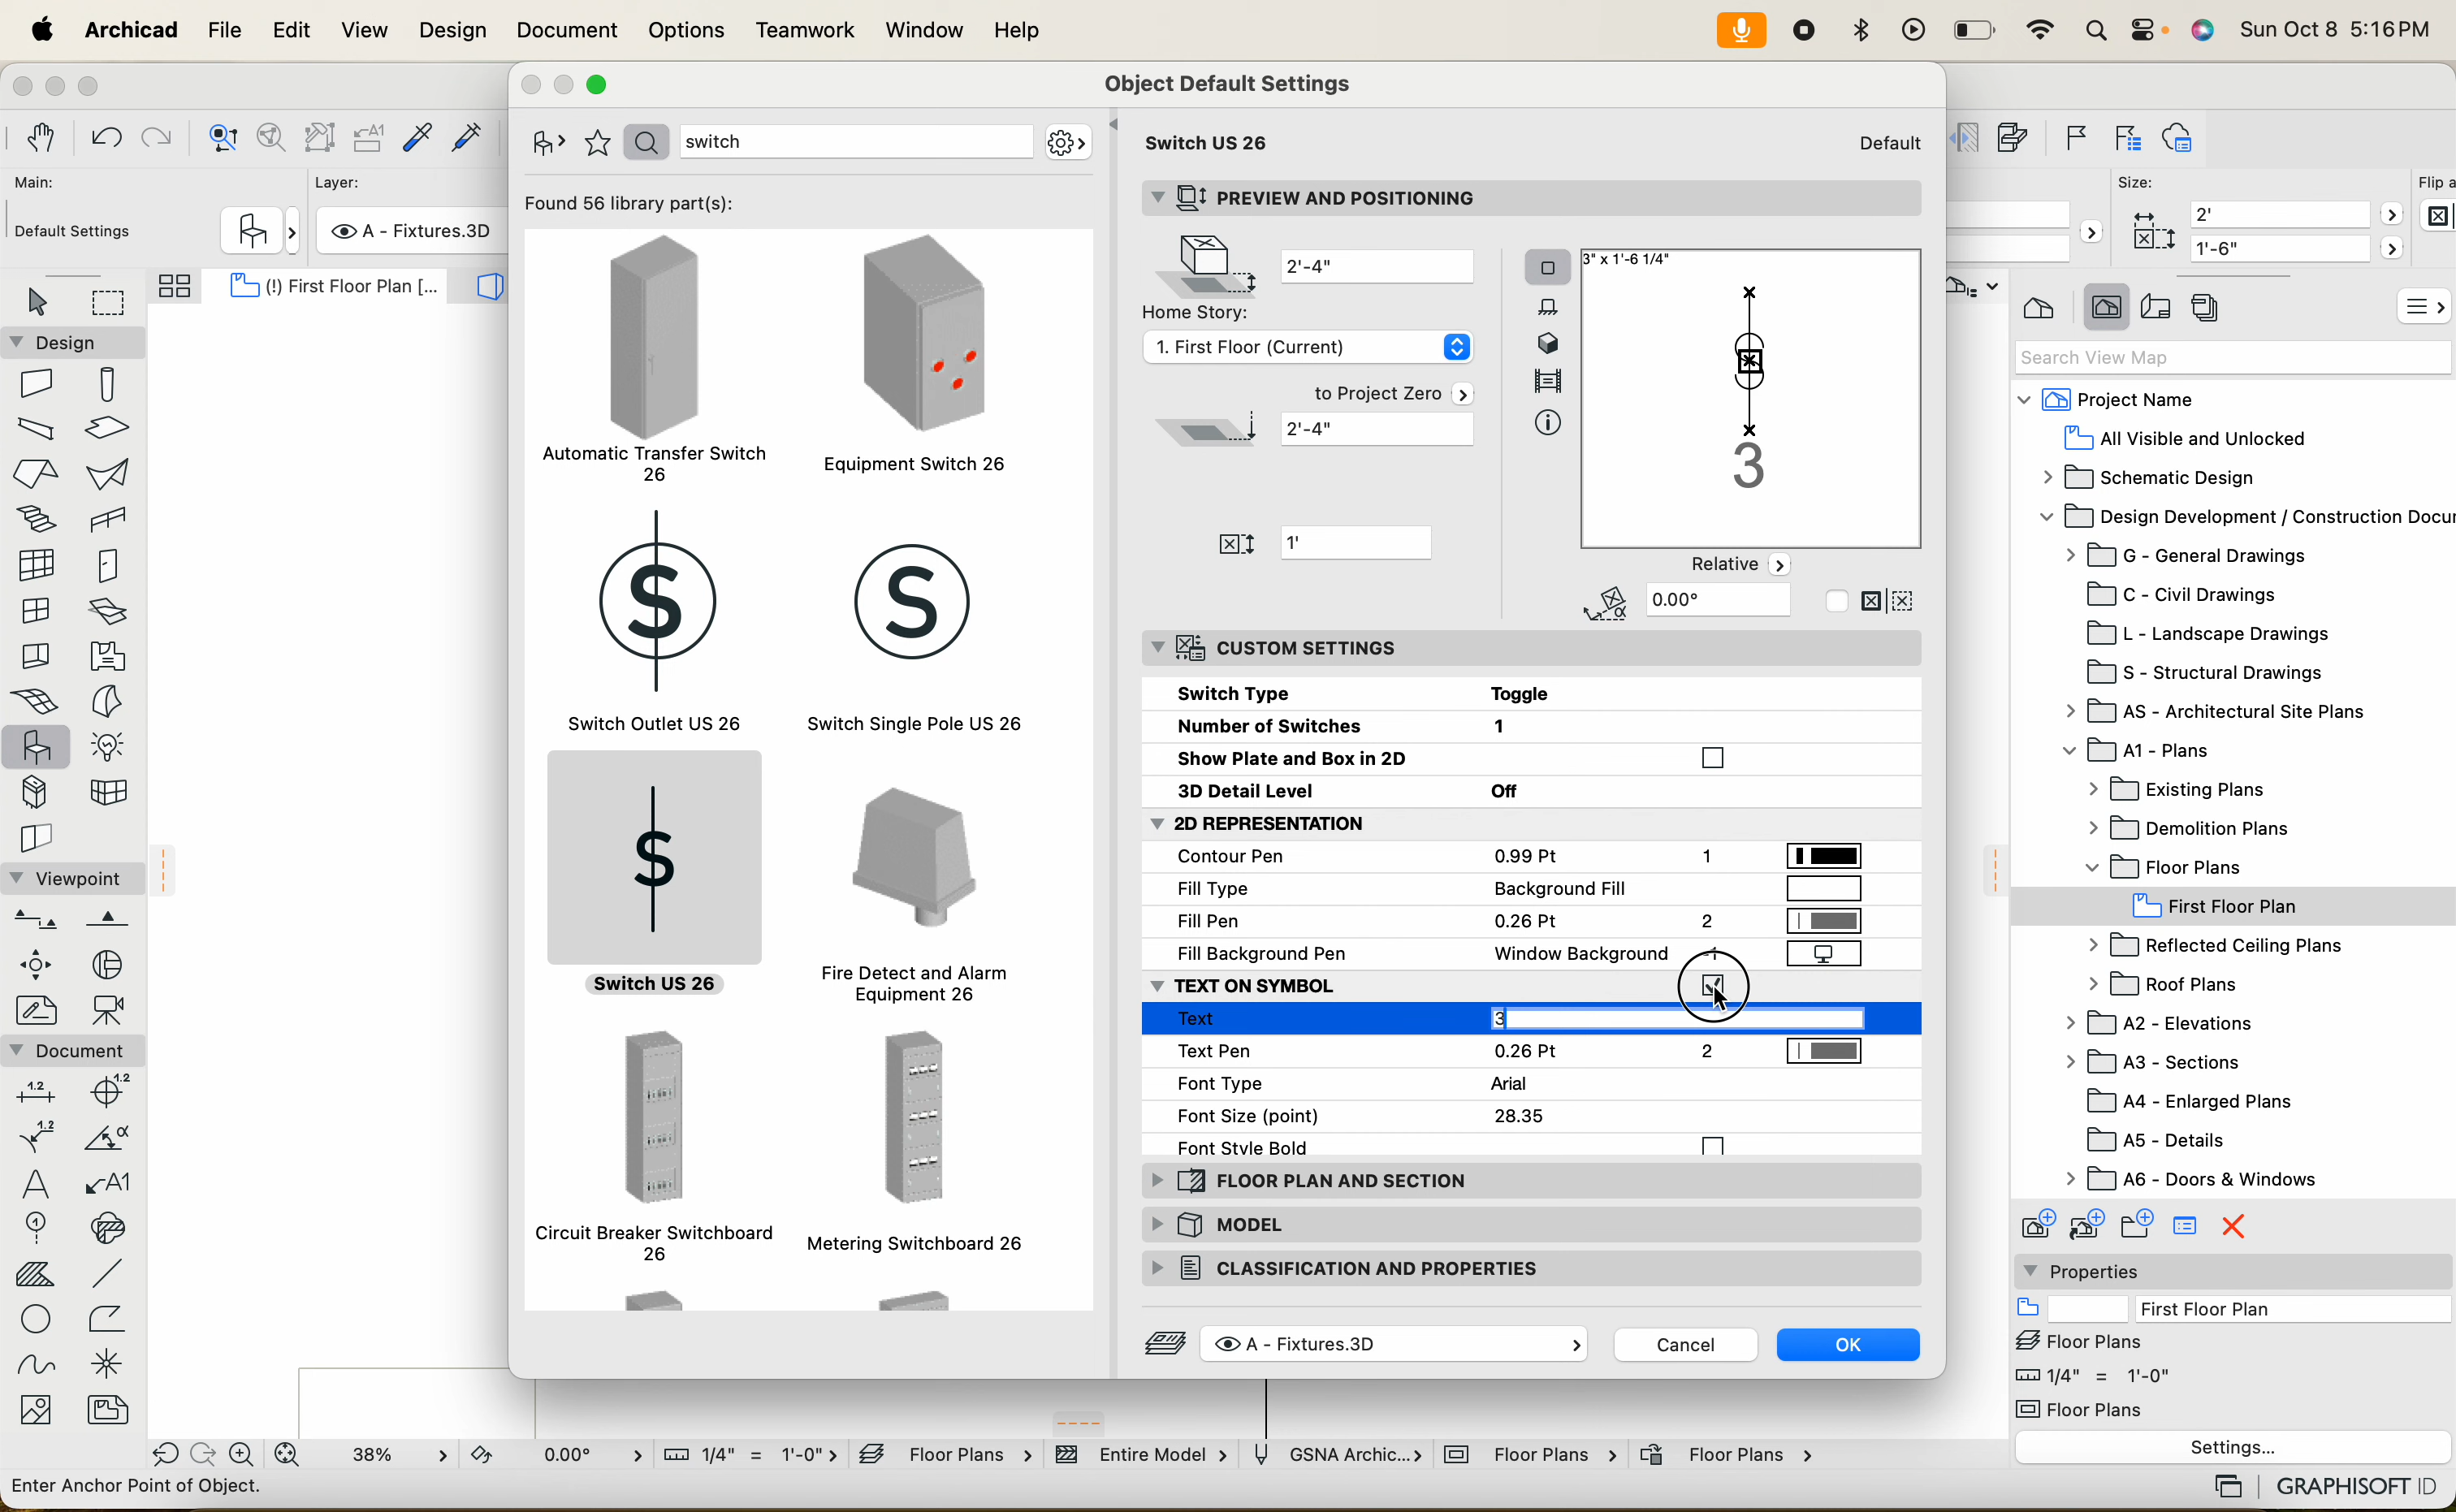 Archicad File Edit View Design Document Options Teamwork Window Help Sun Oct 8 5:16 PM
Object Default Settings
switch
Found 56 library part(s):
Automatic Transfer Switch
26
Equipment Switch 26
Switch Outlet US 26
Switch Single Pole US 26
Switch US 26
Fire Detect and Alarm
Equipment 26
Circuit Breaker Switchboard
26
Metering Switchboard 26
Switch US 26 Default
PREVIEW AND POSITIONING
2'-4"
Home Story:
1. First Floor (Current)
to Project Zero
2'-4"
1'
3" x 1'-6 1/4"
3
Relative
0.00°
CUSTOM SETTINGS
Switch Type Toggle
Number of Switches 1
Show Plate and Box in 2D
3D Detail Level Off
2D REPRESENTATION
Contour Pen 0.99 Pt 1
Fill Type Background Fill
Fill Pen 0.26 Pt 2
Fill Background Pen Window Background -1
TEXT ON SYMBOL
Text 3
Text Pen 0.26 Pt 2
Font Type Arial
Font Size (point) 28.35
Font Style Bold
FLOOR PLAN AND SECTION
MODEL
CLASSIFICATION AND PROPERTIES
A - Fixtures.3D Cancel OK
Main: Layer:
Default Settings A - Fixtures.3D
(!) First Floor Plan [...
Design
Viewpoint
Document
1.2 1.2
1.2 α
A1
1
Size: Flip a
2'
1'-6"
Search View Map
Project Name
All Visible and Unlocked
Schematic Design
Design Development / Construction Docu
G - General Drawings
C - Civil Drawings
L - Landscape Drawings
S - Structural Drawings
AS - Architectural Site Plans
A1 - Plans
Existing Plans
Demolition Plans
Floor Plans
First Floor Plan
Reflected Ceiling Plans
Roof Plans
A2 - Elevations
A3 - Sections
A4 - Enlarged Plans
A5 - Details
A6 - Doors & Windows
Properties
First Floor Plan
Floor Plans
1/4" = 1'-0"
Floor Plans
Settings...
38% 0.00° 1/4" = 1'-0" Floor Plans Entire Model GSNA Archic... Floor Plans Floor Plans
Enter Anchor Point of Object. GRAPHISOFT ID